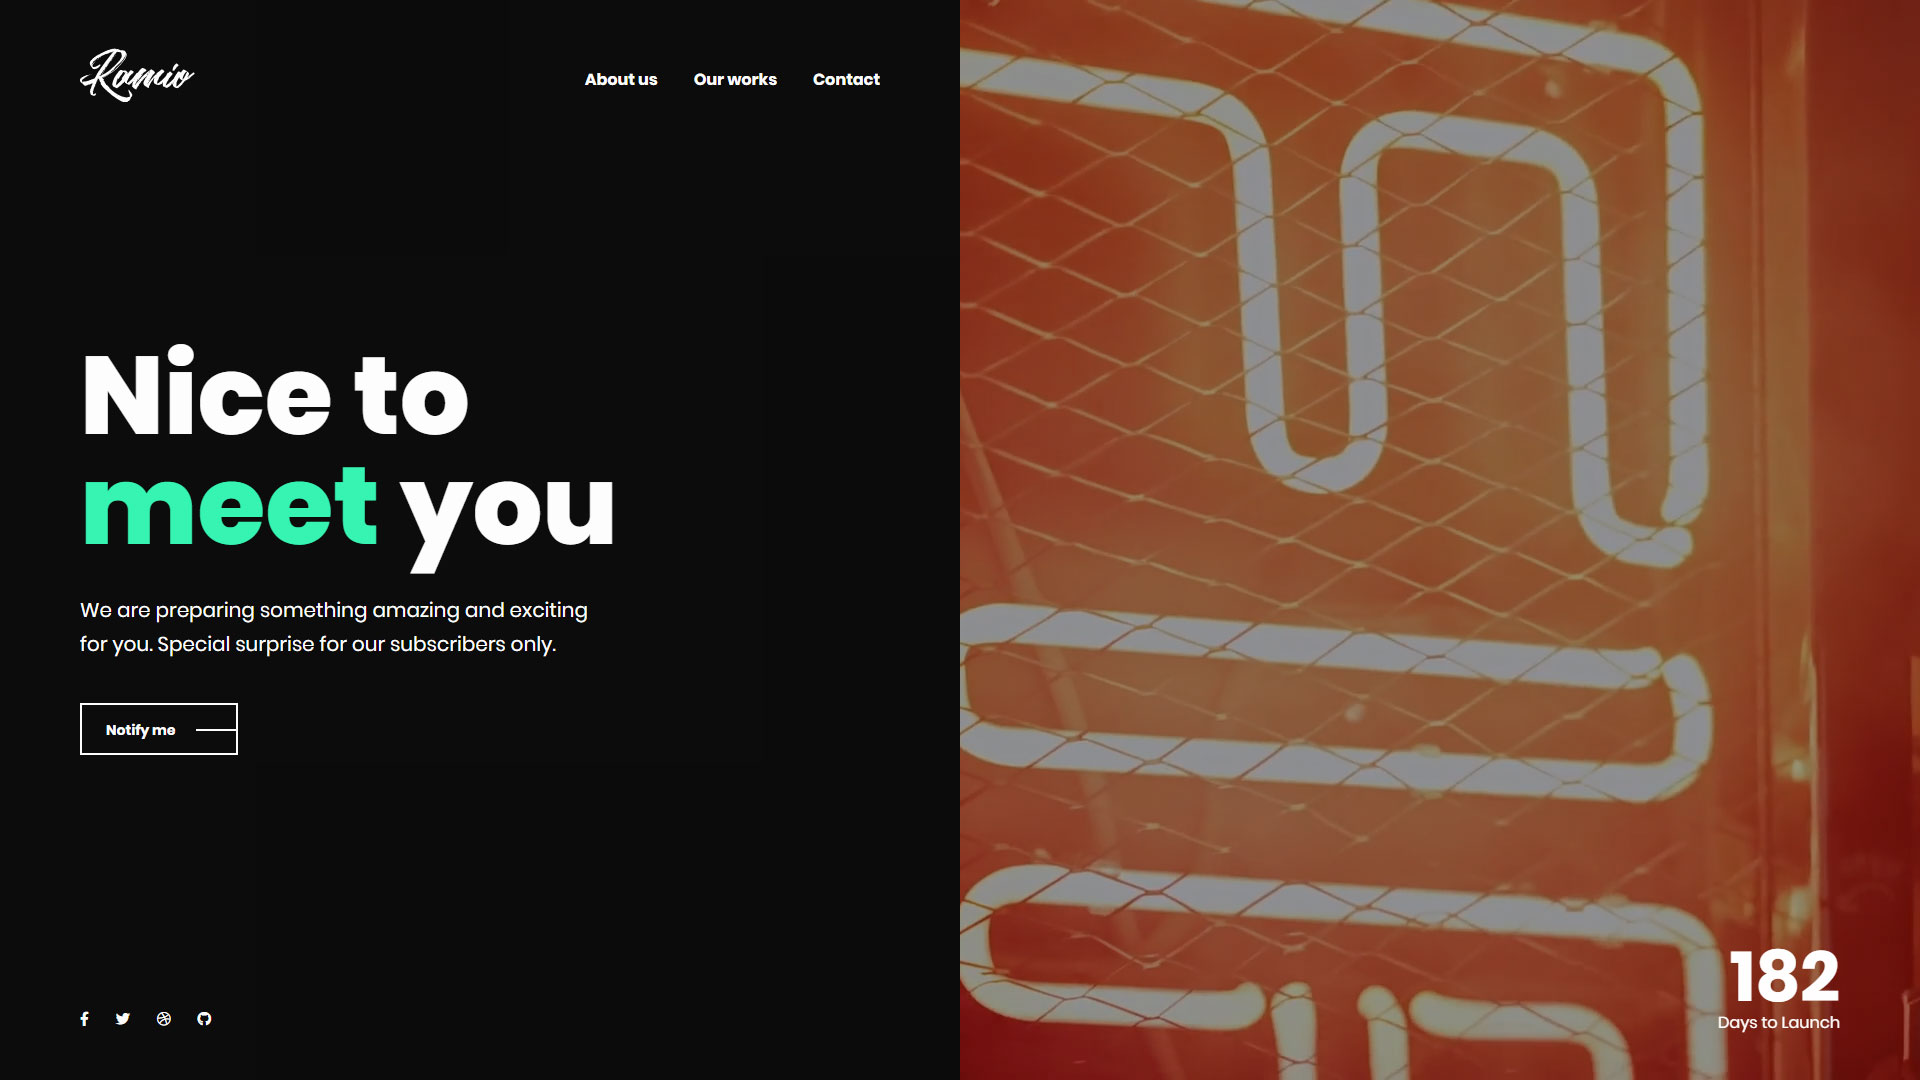 Ramio
About us
Our works
Contact
Nice to
meet you
We are preparing something amazing and exciting
for you. Special surprise for our subscribers only.
Notify me
182
Days to Launch